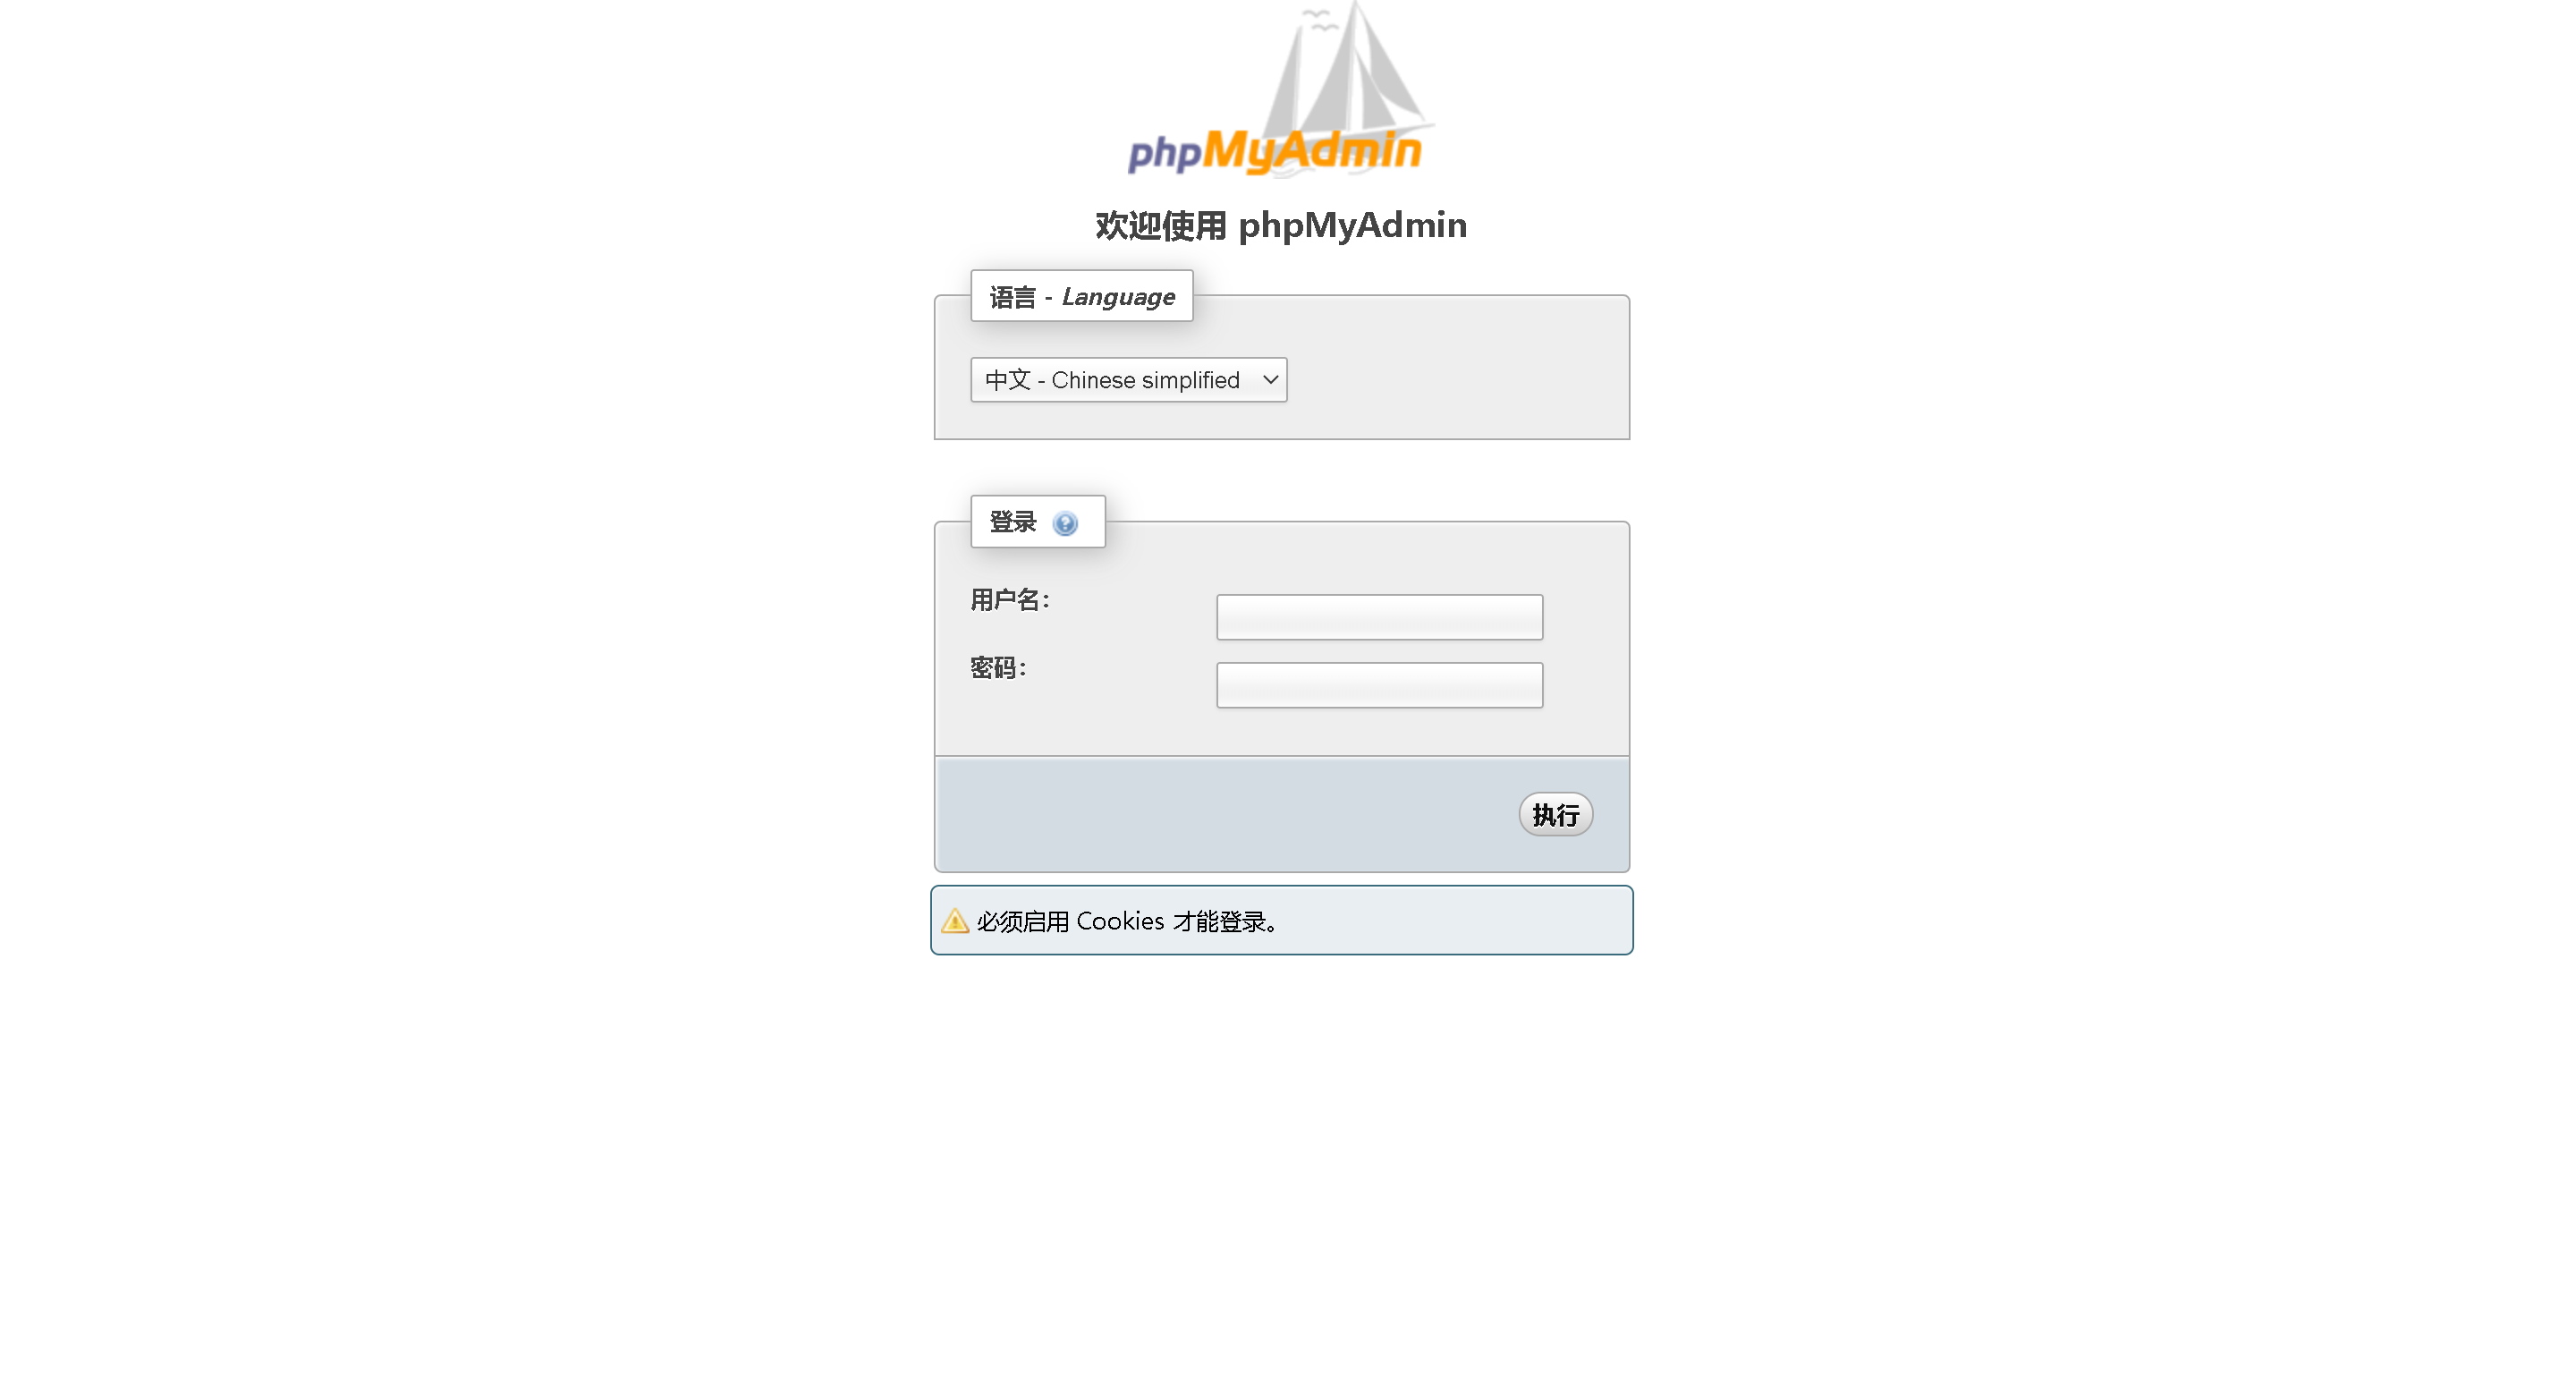 phpMyAdmin
欢迎使用 phpMyAdmin
语言 - Language
中文 - Chinese simplified
登录
用户名：
密码：
执行
必须启用 Cookies 才能登录。